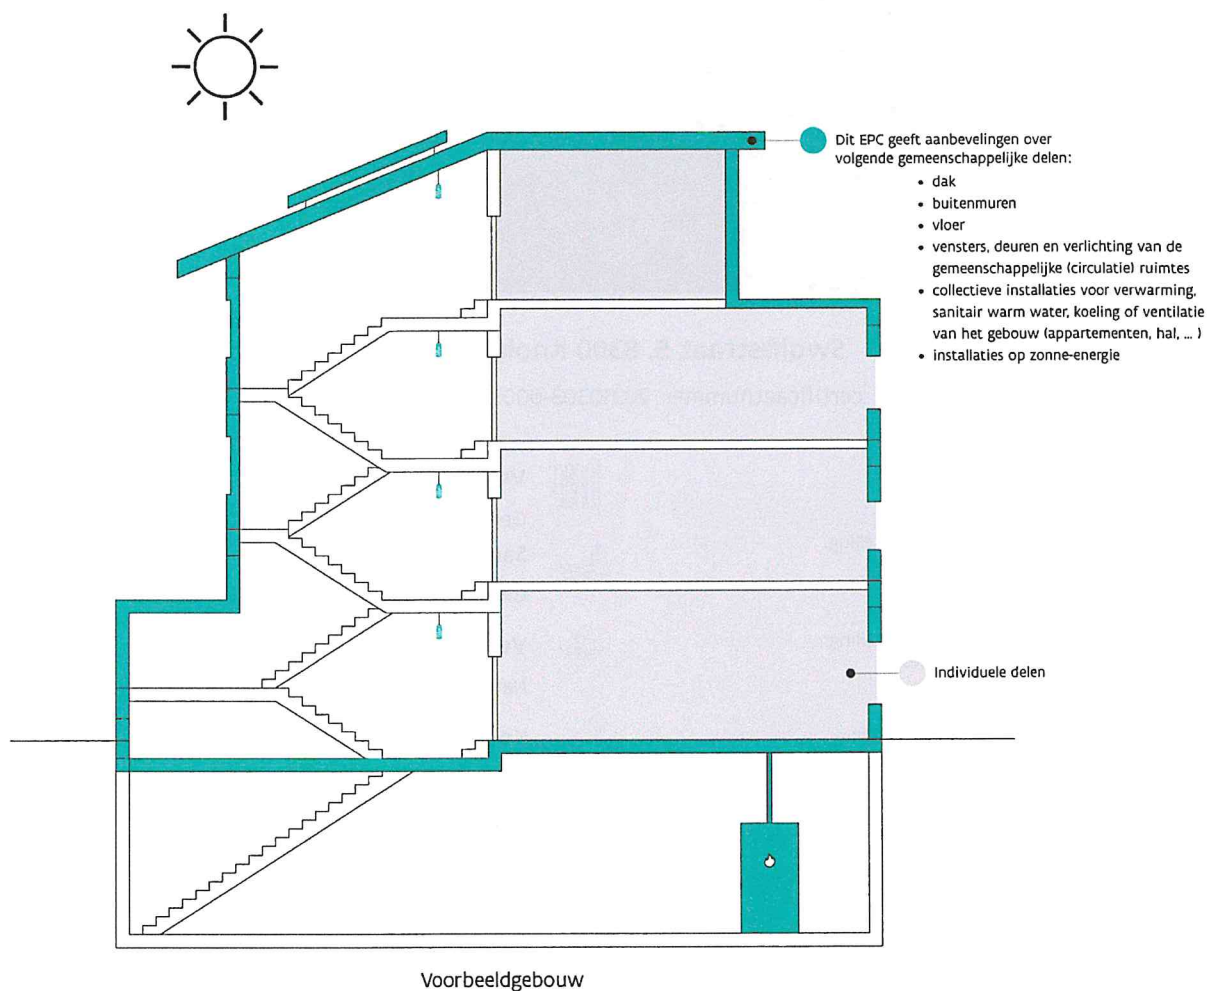 Dit EPC geeft aanbevelingen over
volgende gemeenschappelijke delen:
• dak
• buitenmuren
• vloer
• vensters, deuren en verlichting van de
gemeenschappelijke (circulatie) ruimtes
• collectieve installaties voor verwarming,
sanitair warm water, koeling of ventilatie
van het gebouw (appartementen, hal, ... )
• installaties op zonne-energie
Individuele delen
Voorbeeldgebouw